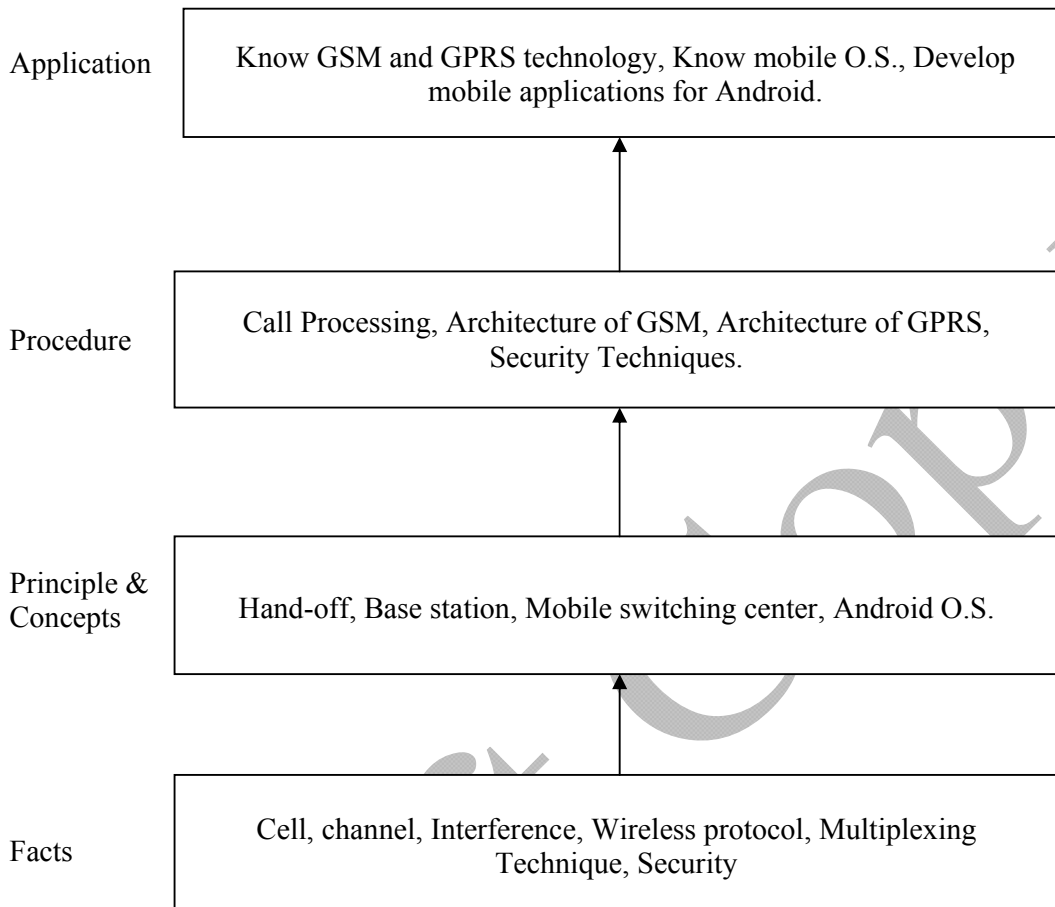 Application
Know GSM and GPRS technology, Know mobile O.S., Develop
mobile applications for Android.
Procedure
Call Processing, Architecture of GSM, Architecture of GPRS,
Security Techniques.
Principle &
Concepts
Hand-off, Base station, Mobile switching center, Android O.S.
Facts
Cell, channel, Interference, Wireless protocol, Multiplexing
Technique, Security